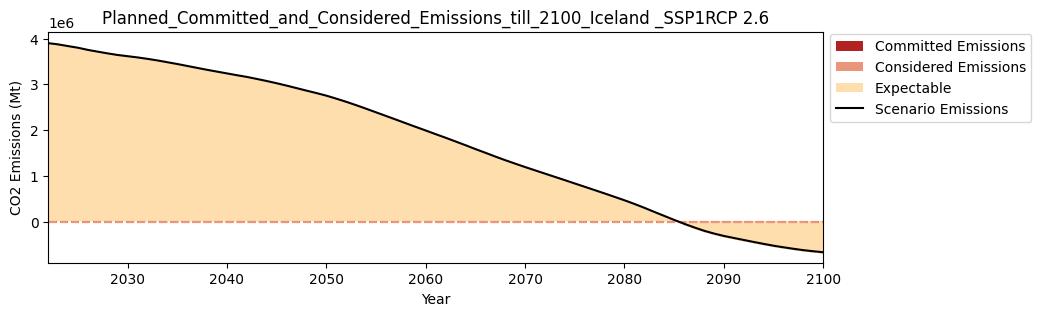 Planned_Committed_and_Considered_Emissions_till_2100_Iceland _SSP1RCP 2.6
1e6
4
3
2
1
0
CO2 Emissions (Mt)
2030 2040 2050 2060 2070 2080 2090 2100
Year
Committed Emissions
Considered Emissions
Expectable
Scenario Emissions